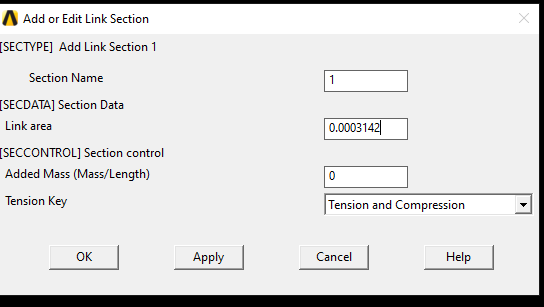 Add or Edit Link Section
[SECTYPE] Add Link Section 1
Section Name 1
[SECDATA] Section Data
Link area 0.0003142
[SECCONTROL] Section control
Added Mass (Mass/Length) 0
Tension Key Tension and Compression
OK Apply Cancel Help